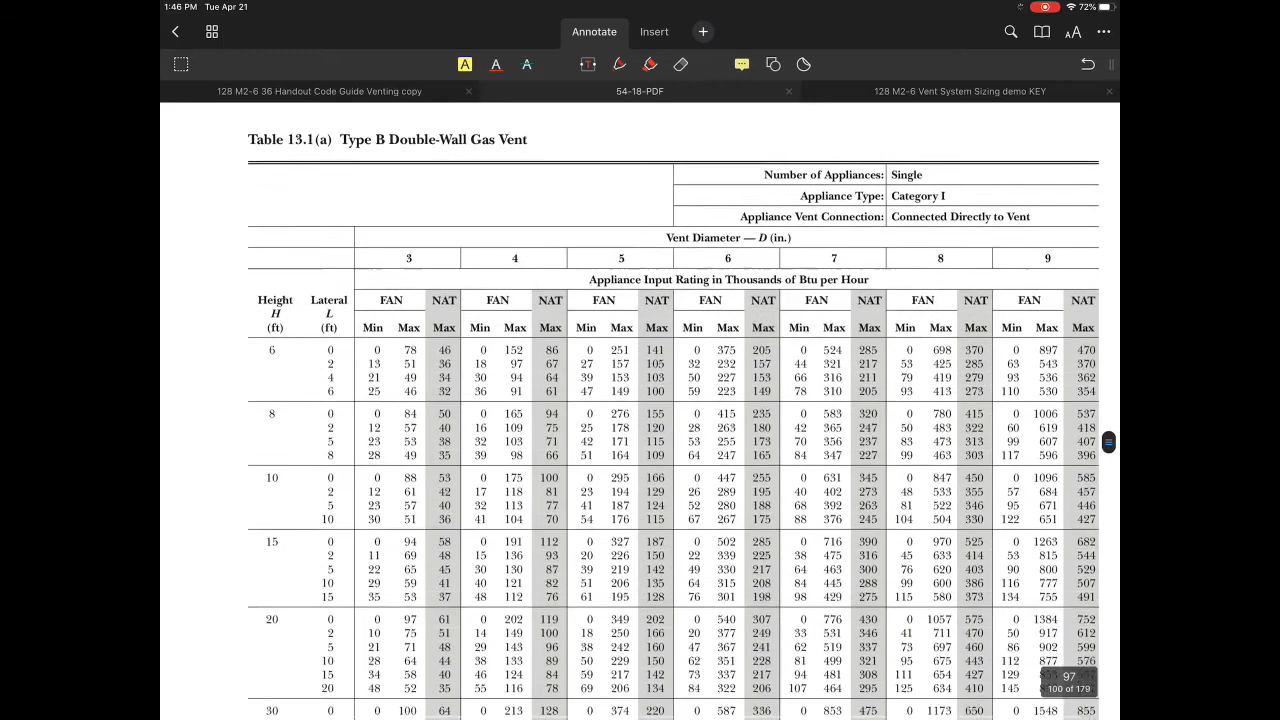 1:46 PM Tue Apr 21 72%
Annotate Insert
A A A T AA
128 M2-6 36 Handout Code Guide Venting copy 54-18-PDF 128 M2-6 Vent System Sizing demo KEY
Table 13.1(a) Type B Double-Wall Gas Vent
Number of Appliances: Single
Appliance Type: Category I
Appliance Vent Connection: Connected Directly to Vent
Vent Diameter — D (in.)
3 4 5 6 7 8 9
Appliance Input Rating in Thousands of Btu per Hour
Height H (ft) Lateral L (ft) FAN NAT FAN NAT FAN NAT FAN NAT FAN NAT FAN NAT FAN NAT
Min Max Max Min Max Max Min Max Max Min Max Max Min Max Max Min Max Max Min Max Max
6 0 0 78 46 0 152 86 0 251 141 0 375 205 0 524 285 0 698 370 0 897 470
2 13 51 36 18 97 67 27 157 105 32 232 157 44 321 217 53 425 285 63 543 370
4 21 49 34 30 94 64 39 153 103 50 227 153 66 316 211 79 419 279 93 536 362
6 25 46 32 36 91 61 47 149 100 59 223 149 78 310 205 93 413 273 110 530 354
8 0 0 84 50 0 165 94 0 276 155 0 415 235 0 583 320 0 780 415 0 1006 537
2 12 57 40 16 109 75 25 178 120 28 263 180 42 365 247 50 483 322 60 619 418
5 23 53 38 32 103 71 42 171 115 53 255 173 70 356 237 83 473 313 99 607 407
8 28 49 35 39 98 66 51 164 109 64 247 165 84 347 227 99 463 303 117 596 396
10 0 0 88 53 0 175 100 0 295 166 0 447 255 0 631 345 0 847 450 0 1096 585
2 12 61 42 17 118 81 23 194 129 26 289 195 40 402 273 48 533 355 57 684 457
5 23 57 40 32 113 77 41 187 124 52 280 188 68 392 263 81 522 346 95 671 446
10 30 51 36 41 104 70 54 176 115 67 267 175 88 376 245 104 504 330 122 651 427
15 0 0 94 58 0 191 112 0 327 187 0 502 285 0 716 390 0 970 525 0 1263 682
2 11 69 48 15 136 93 20 226 150 22 339 225 38 475 316 45 633 414 53 815 544
5 22 65 45 30 130 87 39 219 142 49 330 217 64 463 300 76 620 403 90 800 529
10 29 59 41 40 121 82 51 206 135 64 315 208 84 445 288 99 600 386 116 777 507
15 35 53 37 48 112 76 61 195 128 76 301 198 98 429 275 115 580 373 134 755 491
20 0 0 97 61 0 202 119 0 349 202 0 540 307 0 776 430 0 1057 575 0 1384 752
2 10 75 51 14 149 100 18 250 166 20 377 249 33 531 346 41 711 470 50 917 612
5 21 71 48 29 143 96 38 242 160 47 367 241 62 519 337 73 697 460 86 902 599
10 28 64 44 38 133 89 50 229 150 62 351 228 81 499 321 95 675 443 112 877 576
15 34 58 40 46 124 84 59 217 142 73 337 217 94 481 308 111 654 427 129
20 48 52 35 55 116 78 69 206 134 84 322 206 107 464 295 125 634 410 145
30 0 0 100 64 0 213 128 0 374 220 0 587 336 0 853 475 0 1173 650 0 1548 855
97
100 of 179